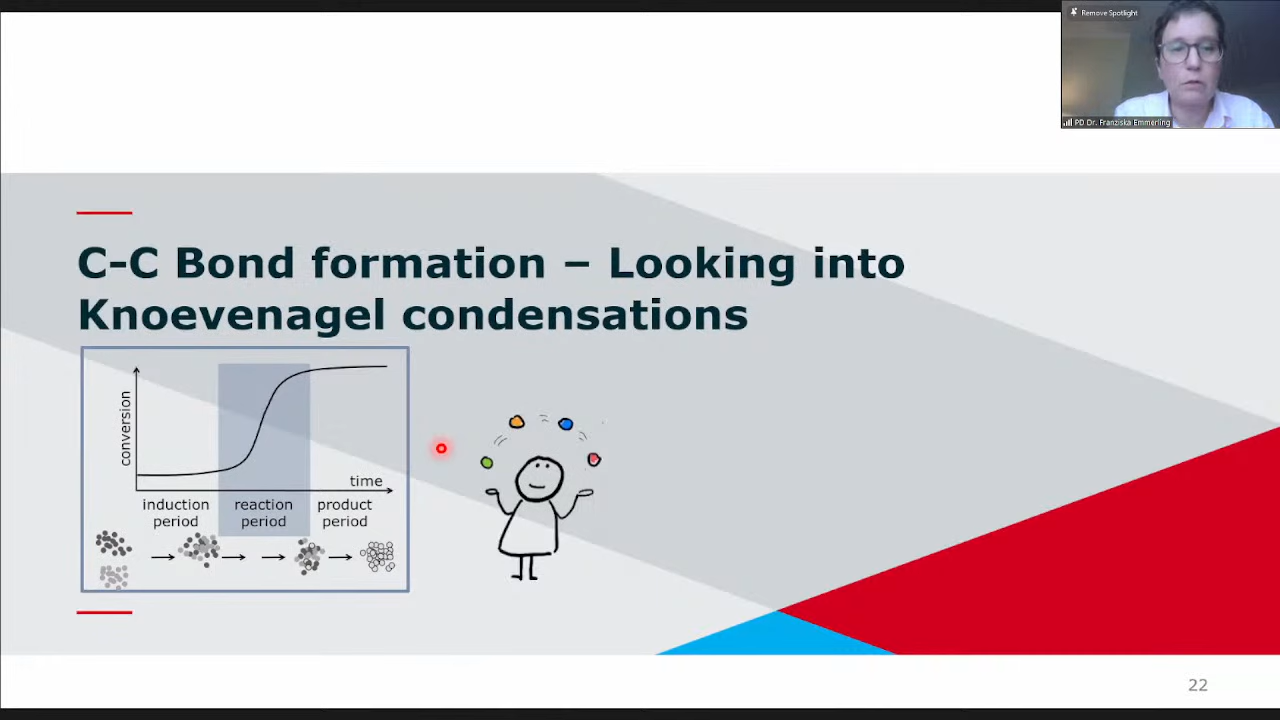 Remove Spotlight
PD Dr. Franziska Emmerling
C-C Bond formation – Looking into
Knoevenagel condensations
conversion
time
induction
period
reaction
period
product
period
22